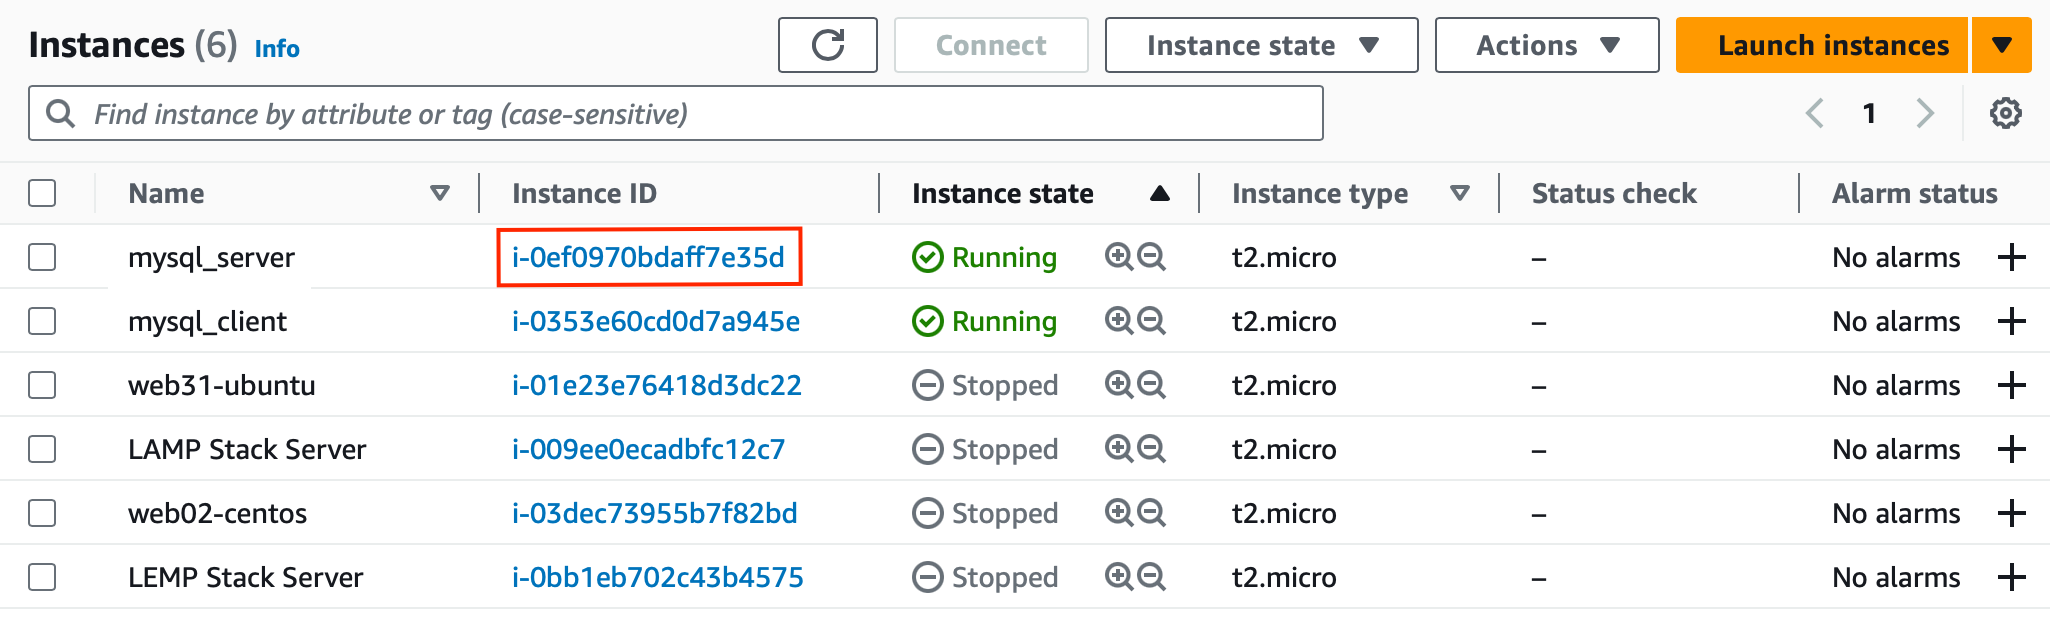 Instances (6) Info Connect Instance state Actions Launch instances
Find instance by attribute or tag (case-sensitive) 1
Name Instance ID Instance state Instance type Status check Alarm status
mysql_server i-0ef0970bdaff7e35d Running t2.micro – No alarms +
mysql_client i-0353e60cd0d7a945e Running t2.micro – No alarms +
web31-ubuntu i-01e23e76418d3dc22 Stopped t2.micro – No alarms +
LAMP Stack Server i-009ee0ecadbfc12c7 Stopped t2.micro – No alarms +
web02-centos i-03dec73955b7f82bd Stopped t2.micro – No alarms +
LEMP Stack Server i-0bb1eb702c43b4575 Stopped t2.micro – No alarms +